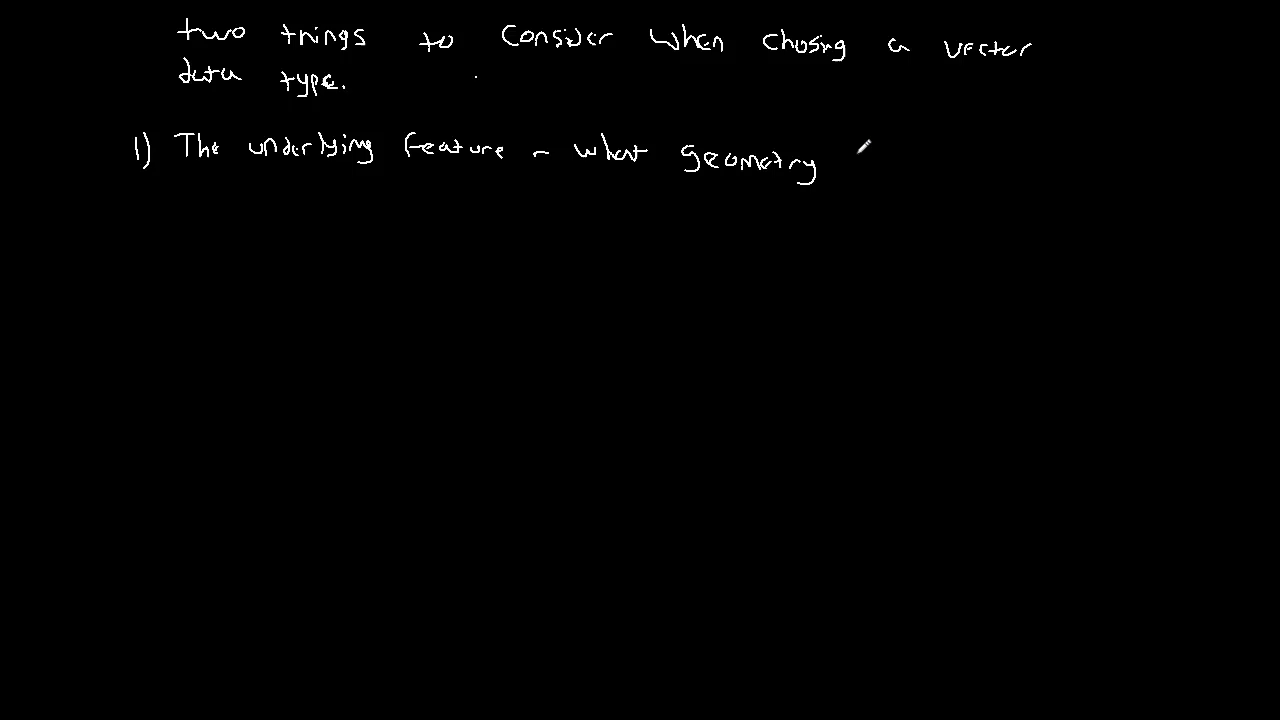 two things to consider when chosing a vector
data type.
1) The underlying feature - what geometry